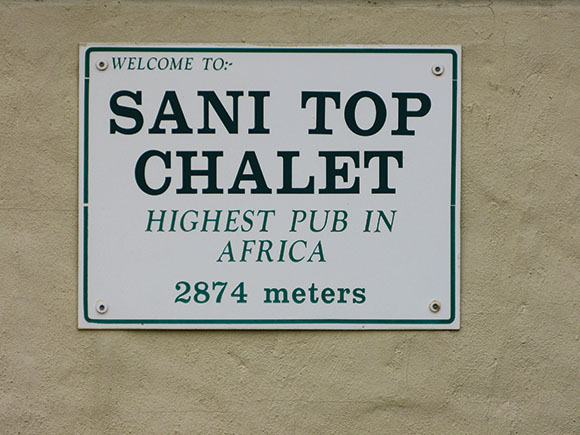 WELCOME TO:-
SANI TOP
CHALET
HIGHEST PUB IN
AFRICA
2874 meters